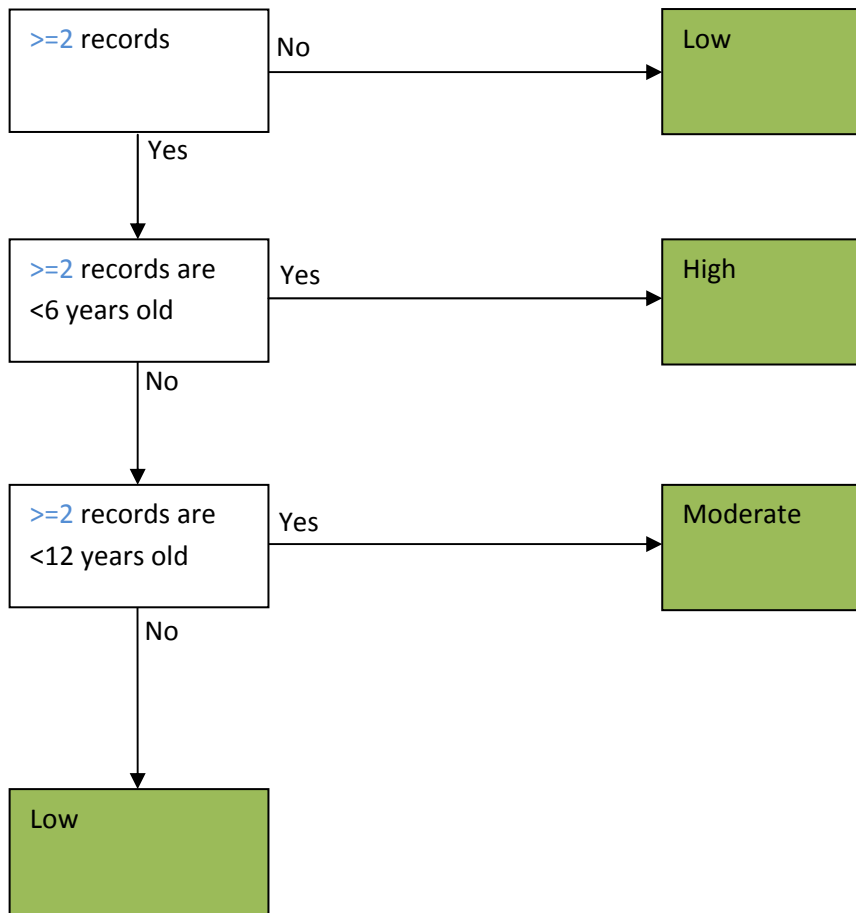 >=2 records
No
Low
Yes
>=2 records are
<6 years old
Yes
High
No
>=2 records are
<12 years old
Yes
Moderate
No
Low